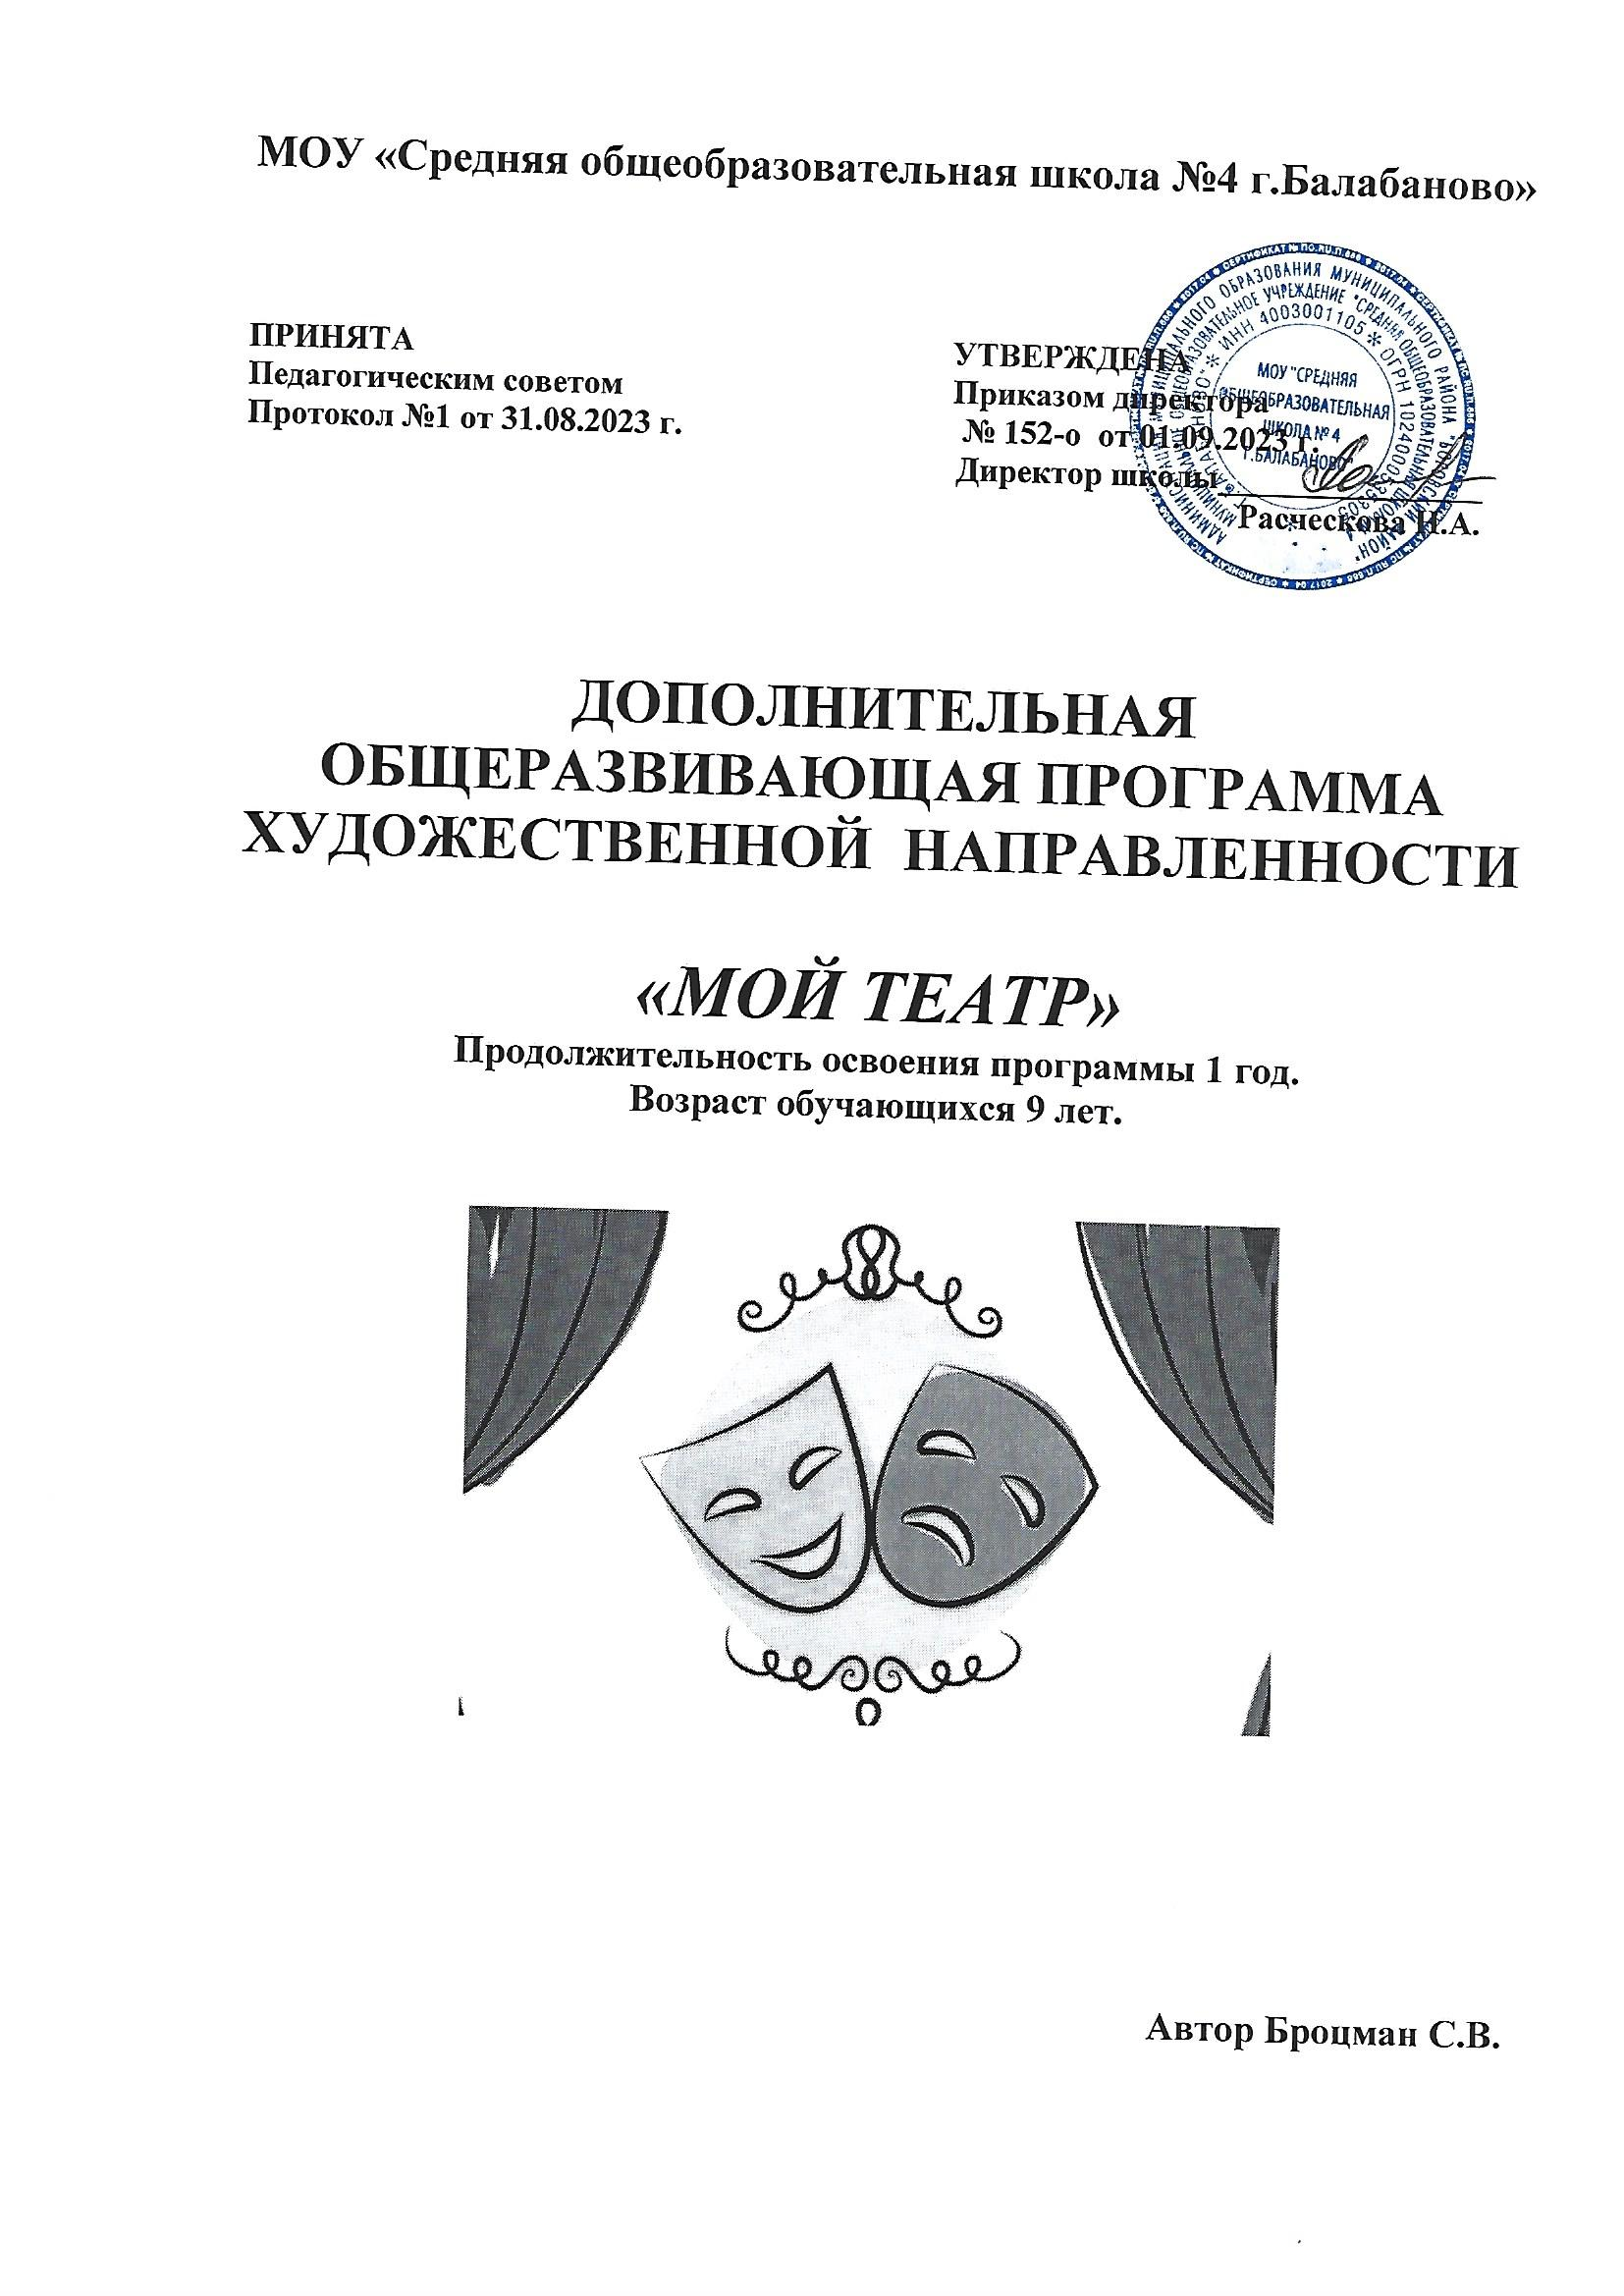 МОУ «Средняя общеобразовательная школа №4 г.Балабаново»
ПРИНЯТА
Педагогическим советом
Протокол №1 от 31.08.2023 г.
УТВЕРЖДЕНА
Приказом директора
№ 152-о от 01.09.2023 г.
Директор школы
Расческова И.А.
МОУ "СРЕДНЯЯ
ОБЩЕОБРАЗОВАТЕЛЬНАЯ
ШКОЛА № 4
Г.БАЛАБАНОВО"
ИНН 4003001105
ДОПОЛНИТЕЛЬНАЯ
ОБЩЕРАЗВИВАЮЩАЯ ПРОГРАММА
ХУДОЖЕСТВЕННОЙ НАПРАВЛЕННОСТИ
«МОЙ ТЕАТР»
Продолжительность освоения программы 1 год.
Возраст обучающихся 9 лет.
Автор Броцман С.В.